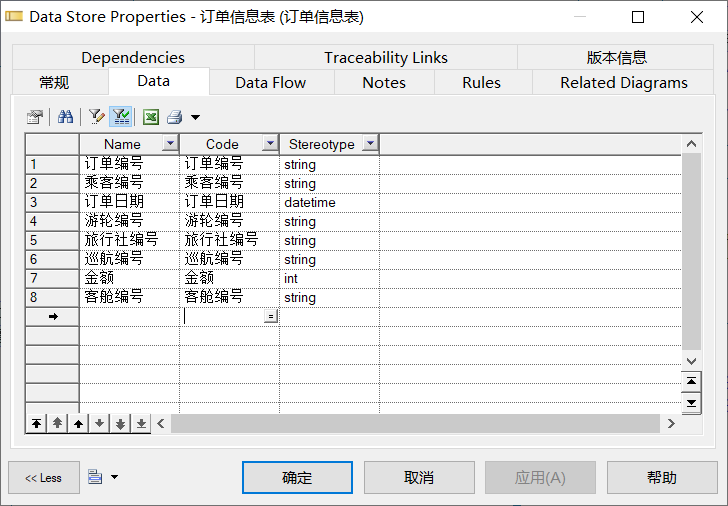 Data Store Properties - 订单信息表 (订单信息表)
Dependencies Traceability Links 版本信息
常规 Data Data Flow Notes Rules Related Diagrams
Name Code Stereotype
1 订单编号 订单编号 string
2 乘客编号 乘客编号 string
3 订单日期 订单日期 datetime
4 游轮编号 游轮编号 string
5 旅行社编号 旅行社编号 string
6 巡航编号 巡航编号 string
7 金额 金额 int
8 客舱编号 客舱编号 string
=
<< Less 确定 取消 应用(A) 帮助